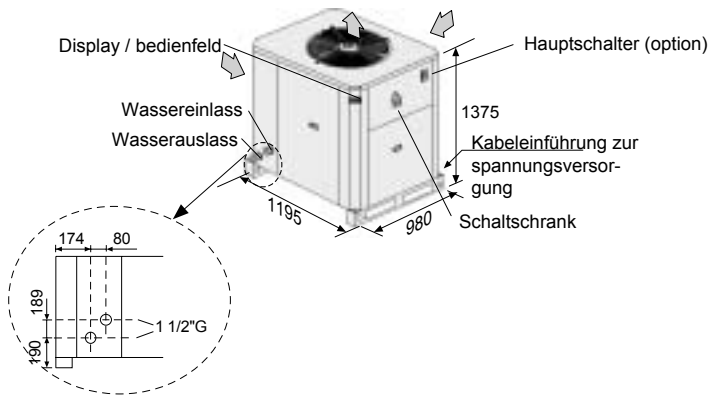 Display / bedienfeld
Hauptschalter (option)
Wassereinlass
Wasserauslass
1375
Kabeleinführung zur
spannungsversor-
gung
1195
980
Schaltschrank
174
80
189
1 1/2"G
190